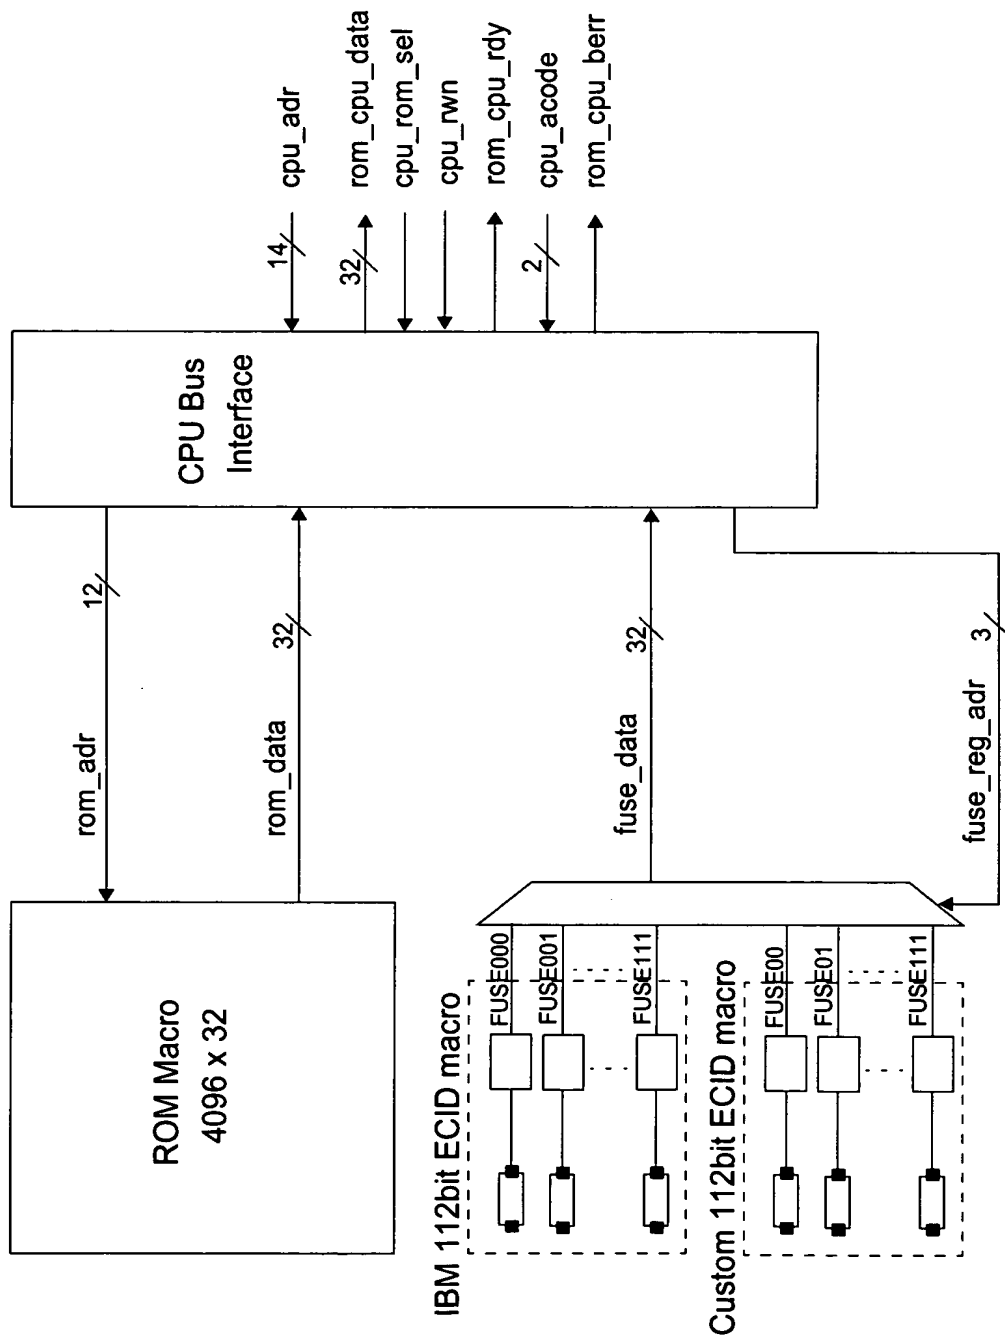 ROM Macro
4096 x 32
rom_adr
12
rom_data
32
CPU Bus
Interface
14
cpu_adr
32
rom_cpu_data
cpu_rom_sel
cpu_rwn
rom_cpu_rdy
2
cpu_acode
rom_cpu_berr
IBM 112bit ECID macro
FUSE000
FUSE001
FUSE111
fuse_data
32
Custom 112bit ECID macro
FUSE00
FUSE01
FUSE111
fuse_reg_adr
3